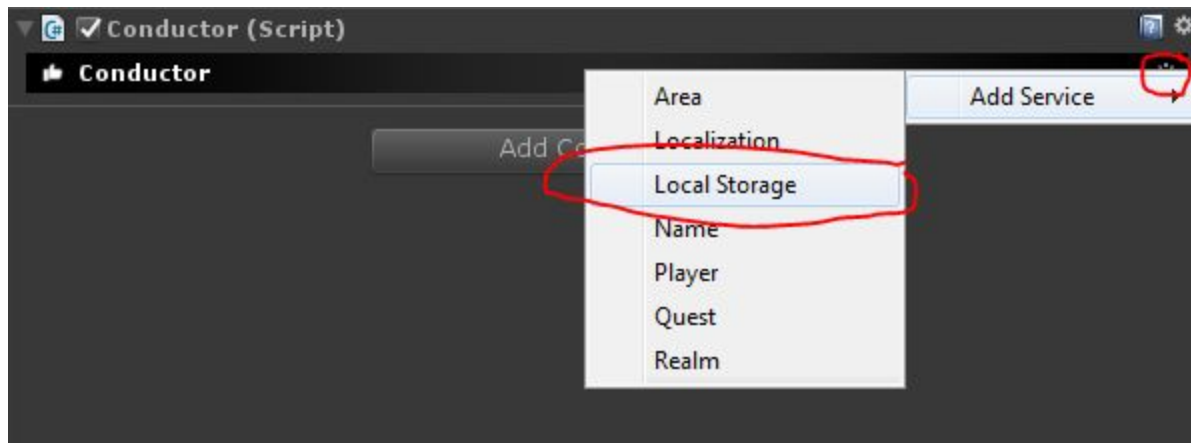 Conductor (Script)
Conductor
Add Service
Area
Localization
Local Storage
Name
Player
Quest
Realm
Add Co